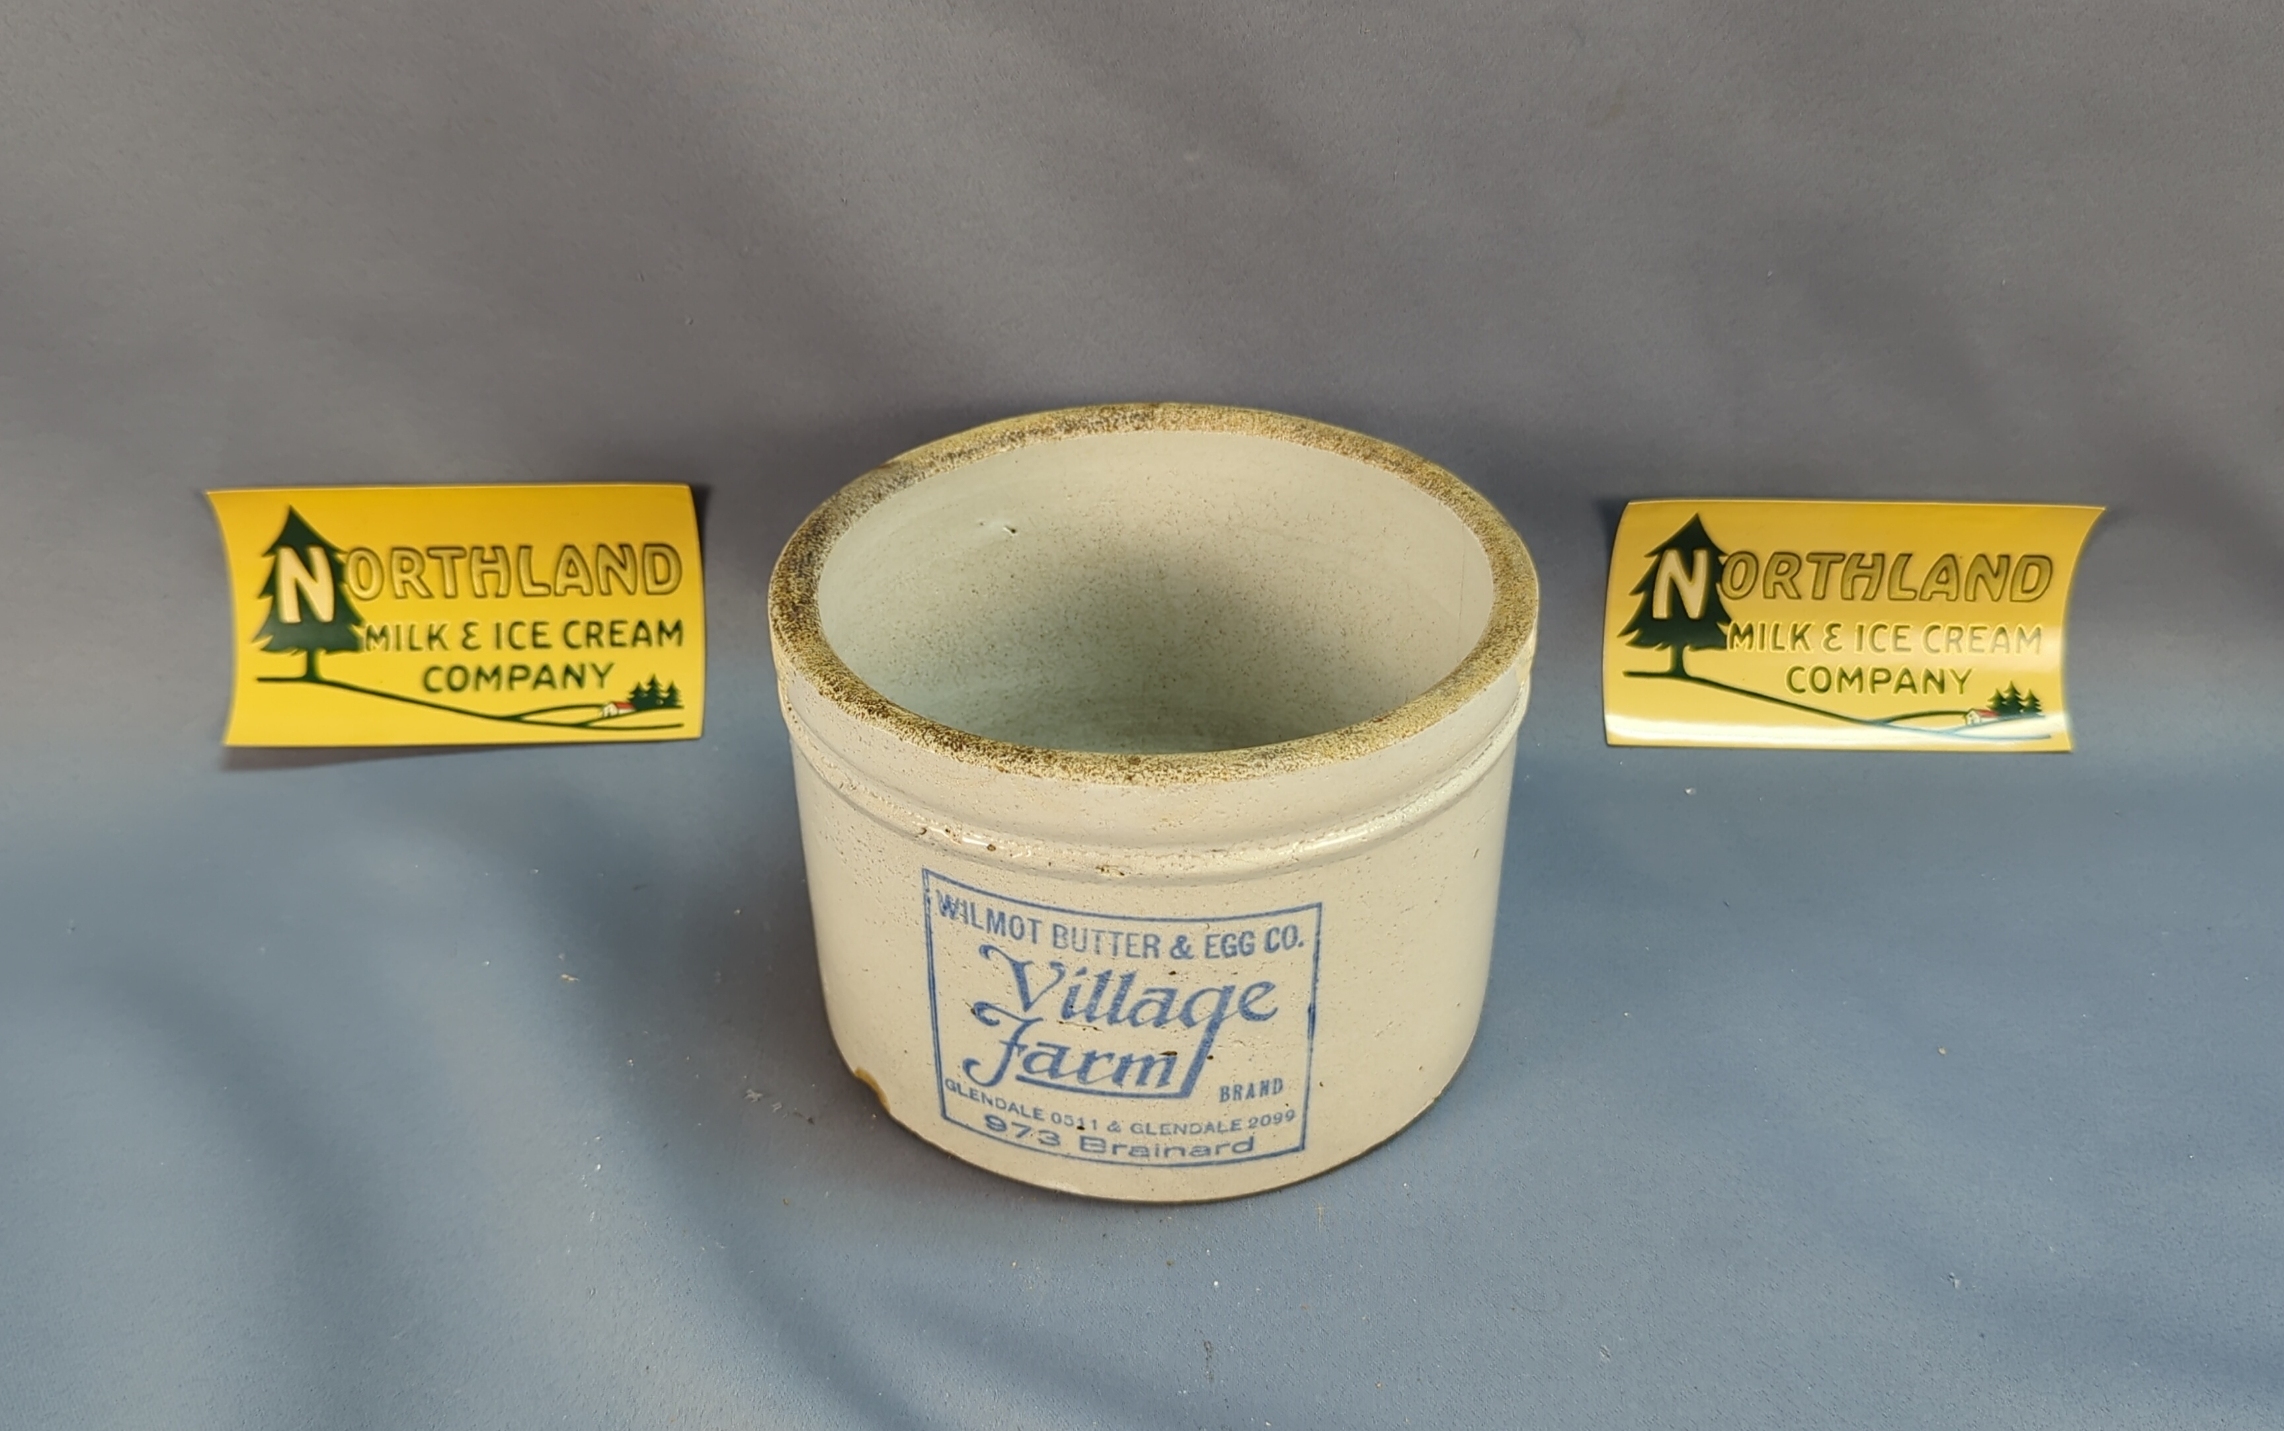 NORTHLAND
MILK & ICE CREAM
COMPANY
WILMOT BUTTER & EGG CO.
Village
Farm
BRAND
GLENDALE 0511 & GLENDALE 2099
973 Brainard
NORTHLAND
MILK & ICE CREAM
COMPANY